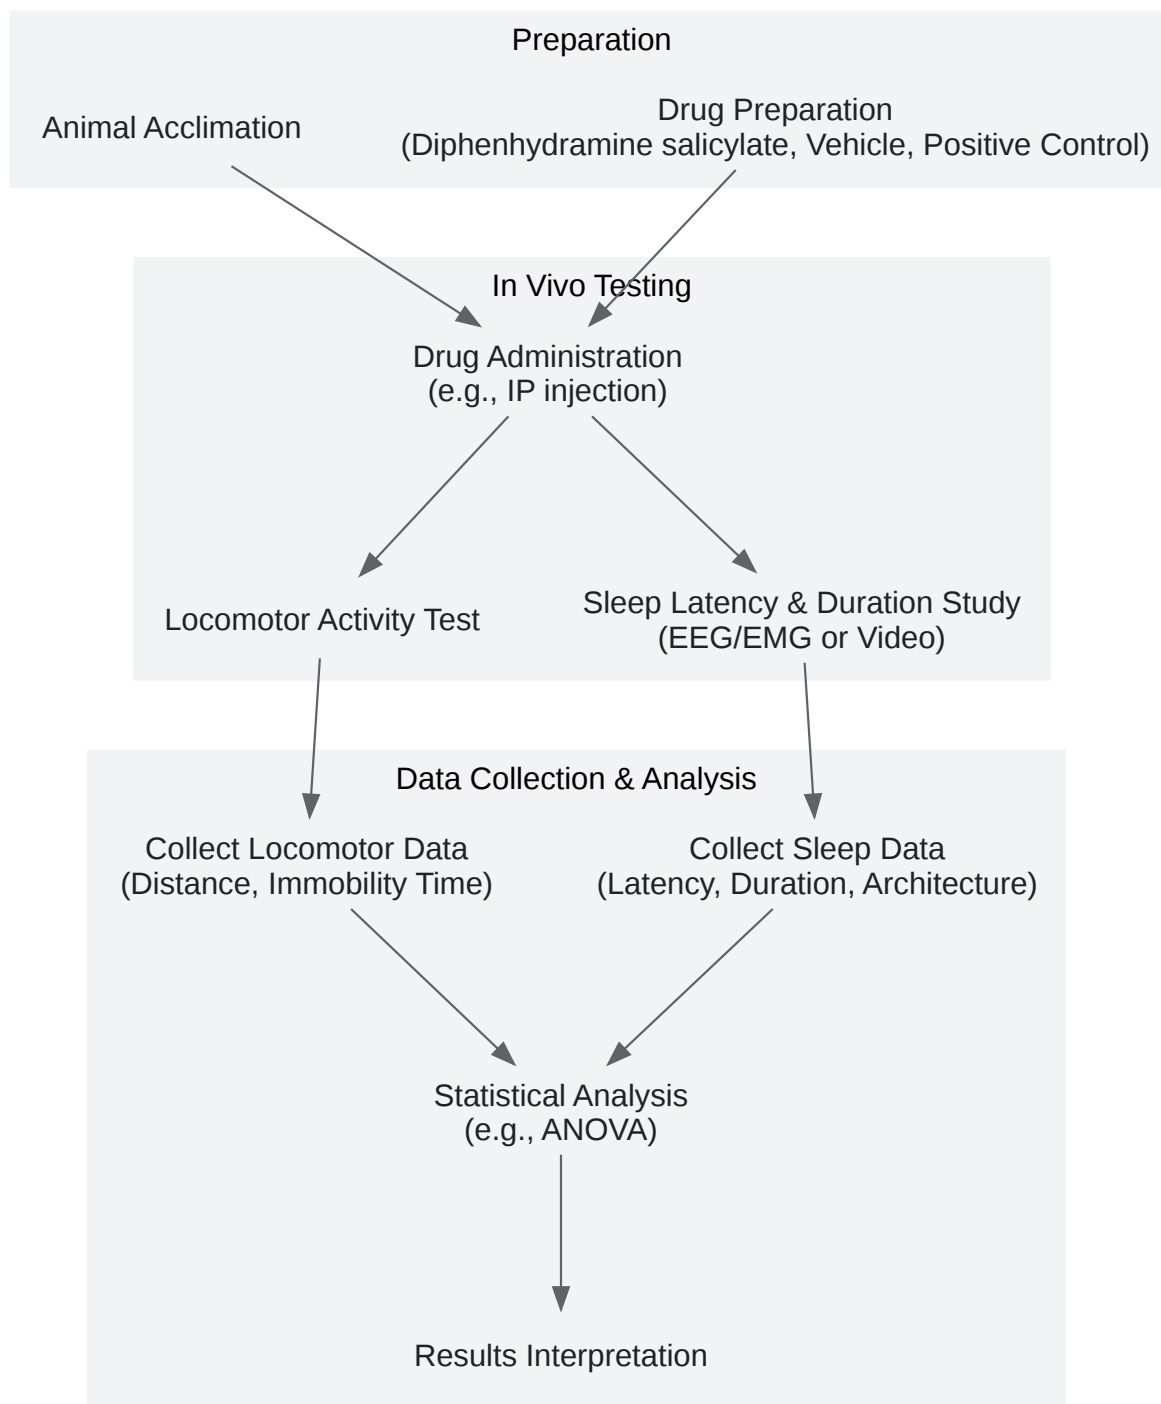 Preparation
Animal Acclimation
Drug Preparation
(Diphenhydramine salicylate, Vehicle, Positive Control)
In Vivo Testing
Drug Administration
(e.g., IP injection)
Locomotor Activity Test
Sleep Latency & Duration Study
(EEG/EMG or Video)
Data Collection & Analysis
Collect Locomotor Data
(Distance, Immobility Time)
Collect Sleep Data
(Latency, Duration, Architecture)
Statistical Analysis
(e.g., ANOVA)
Results Interpretation